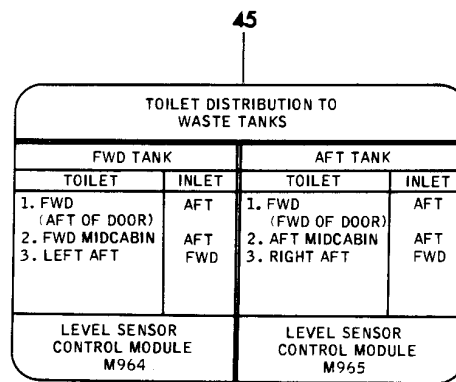 45
TOILET DISTRIBUTION TO
WASTE TANKS
FWD TANK
TOILET INLET
1. FWD AFT
(AFT OF DOOR)
2. FWD MIDCABIN AFT
3. LEFT AFT FWD
LEVEL SENSOR
CONTROL MODULE
M964
AFT TANK
TOILET INLET
1. FWD AFT
(FWD OF DOOR)
2. AFT MIDCABIN AFT
3. RIGHT AFT FWD
LEVEL SENSOR
CONTROL MODULE
M965